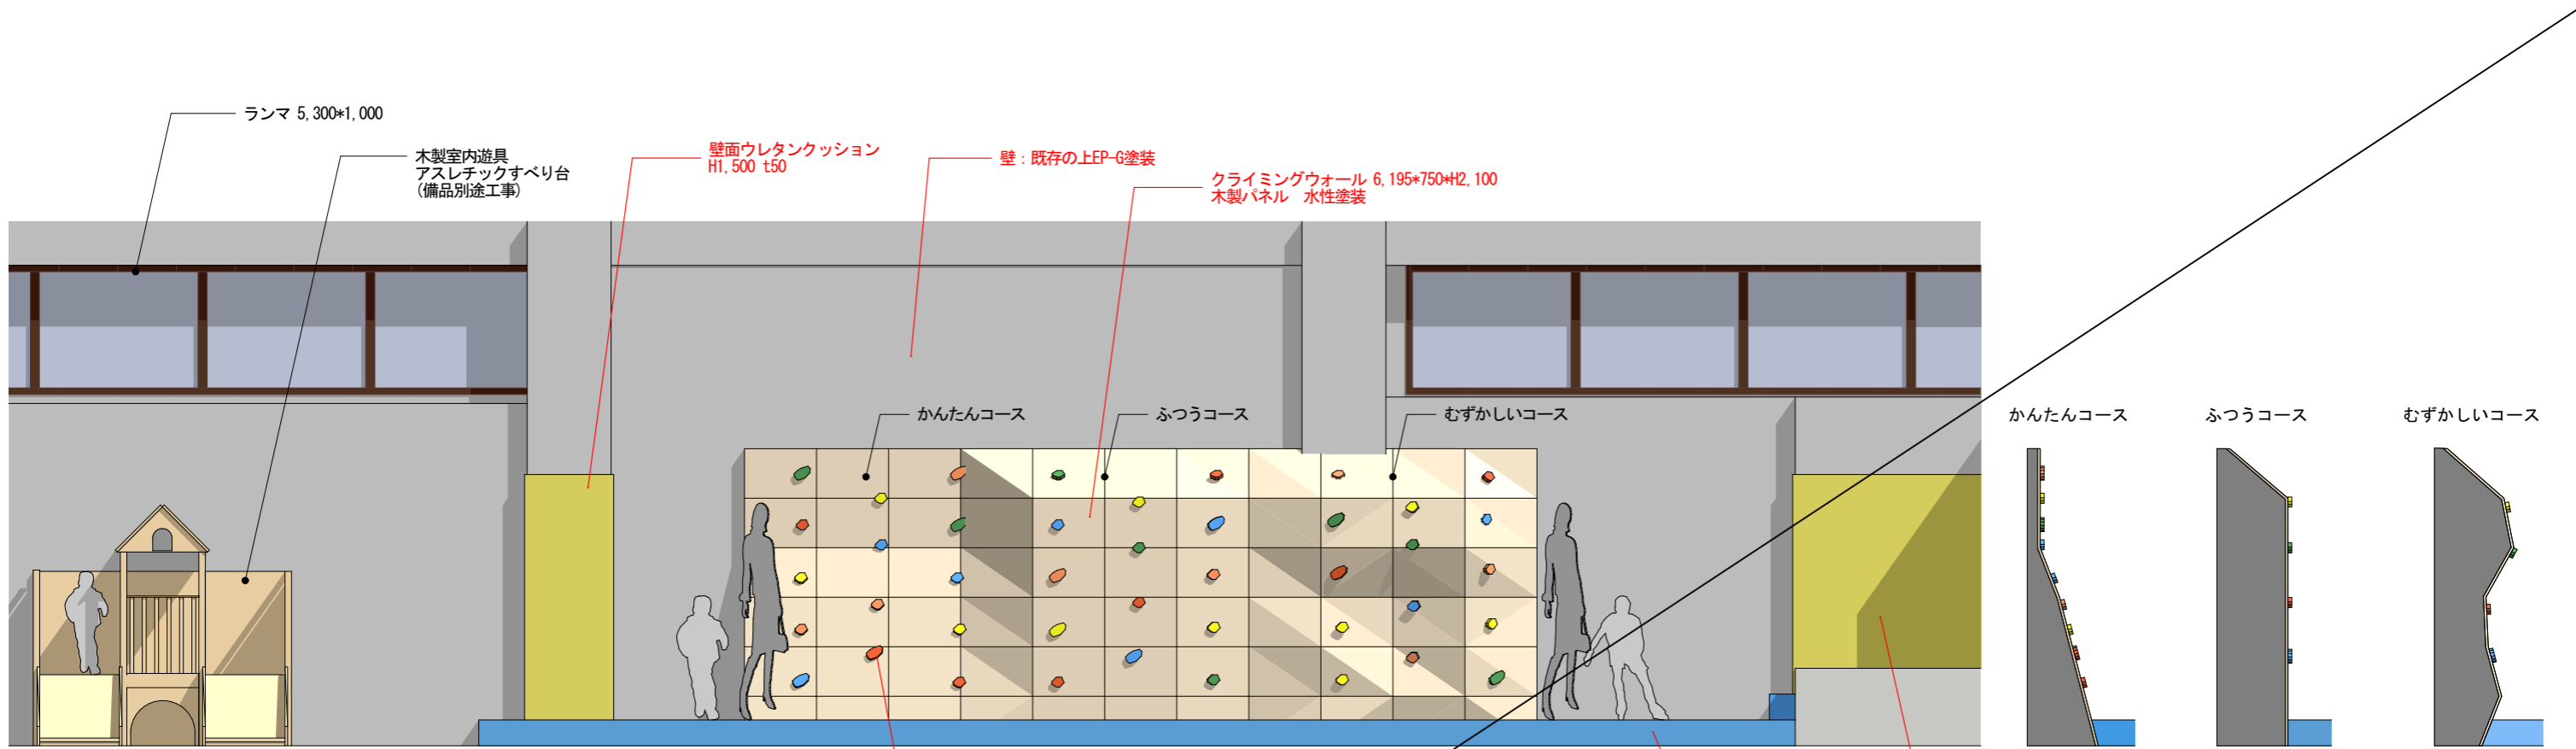 ランマ 5,300*1,000
木製室内遊具
アスレチックすべり台
(備品別途工事)
壁面ウレタンクッション
H1,500 t50
壁：既存の上EP-G塗装
クライミングウォール 6,195*750*H2,100
木製パネル　水性塗装
かんたんコース
ふつうコース
むずかしいコース
かんたんコース
ふつうコース
むずかしいコース